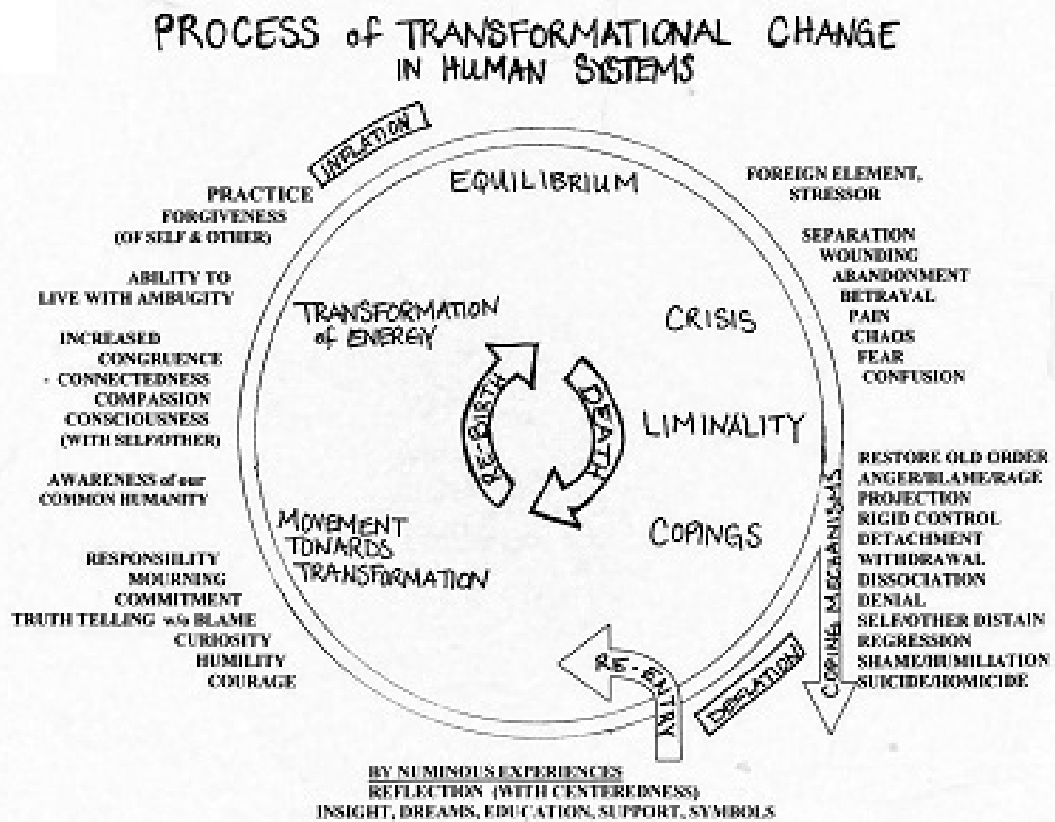 PROCESS of TRANSFORMATIONAL CHANGE
IN HUMAN SYSTEMS
INFLATION
EQUILIBRIUM
FOREIGN ELEMENT,
STRESSOR
SEPARATION
WOUNDING
ABANDONMENT
BETRAYAL
PAIN
CHAOS
FEAR
CONFUSION
CRISIS
LIMINALITY
COPINGS
DEATH
RE-BIRTH
RESTORE OLD ORDER
ANGER/BLAME/RAGE
PROJECTION
RIGID CONTROL
DETACHMENT
WITHDRAWAL
DISSOCIATION
DENIAL
SELF/OTHER DISTAIN
REGRESSION
SHAME/HUMILIATION
SUICIDE/HOMICIDE
COPING MECHANISMS
DEFLATION
RE-ENTRY
BY NUMINOUS EXPERIENCES
REFLECTION (WITH CENTEREDNESS)
INSIGHT, DREAMS, EDUCATION, SUPPORT, SYMBOLS
MOVEMENT
TOWARDS
TRANSFORMATION
RESPONSIILITY
MOURNING
COMMITMENT
TRUTH TELLING w/o BLAME
CURIOSITY
HUMILITY
COURAGE
AWARENESS of our
COMMON HUMANITY
TRANSFORMATION
of ENERGY
INCREASED
CONGRUENCE
CONNECTEDNESS
COMPASSION
CONSCIOUSNESS
(WITH SELF/OTHER)
ABILITY TO
LIVE WITH AMBUGITY
PRACTICE
FORGIVENESS
(OF SELF & OTHER)